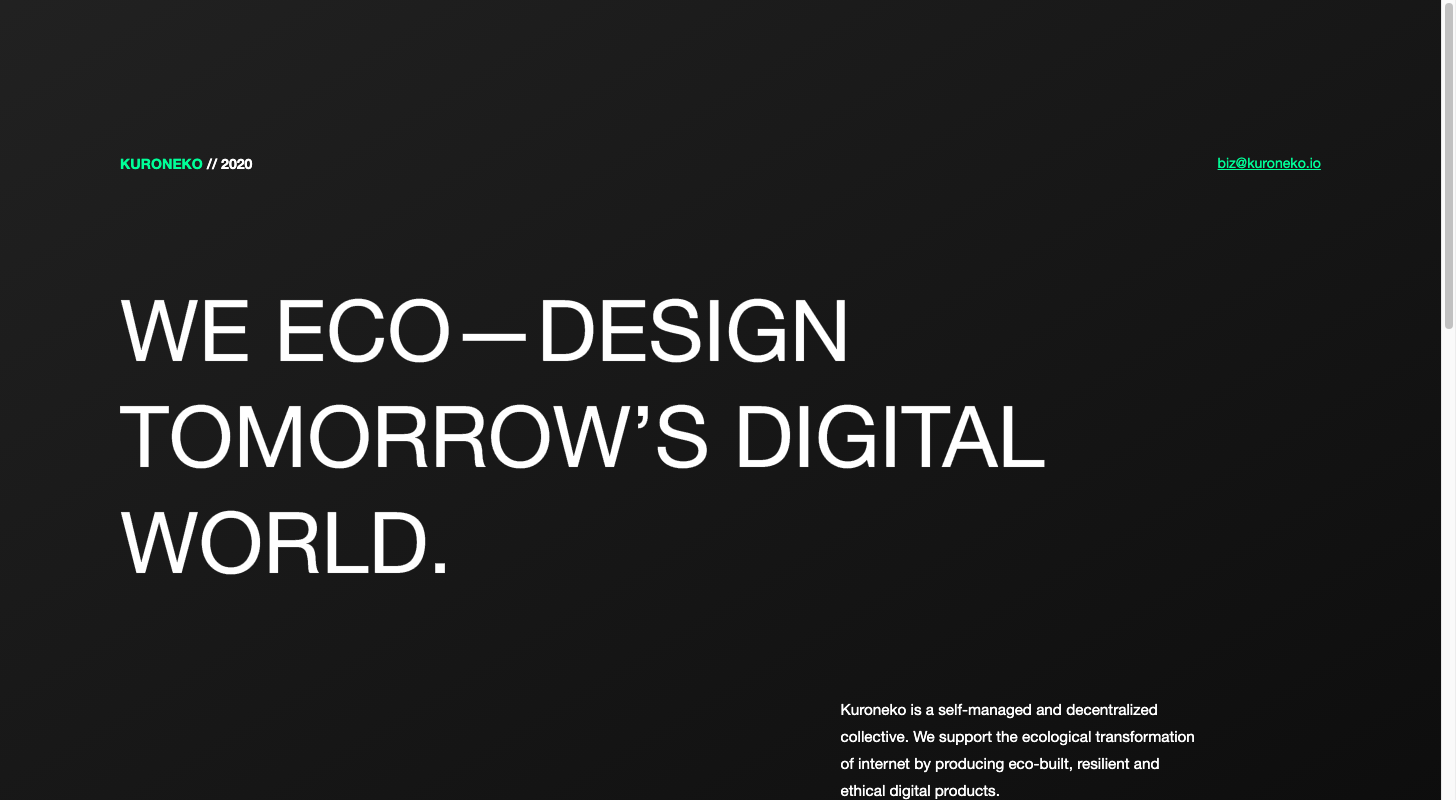 KURONEKO // 2020
biz@kuroneko.io
WE ECO—DESIGN
TOMORROW’S DIGITAL
WORLD.
Kuroneko is a self-managed and decentralized
collective. We support the ecological transformation
of internet by producing eco-built, resilient and
ethical digital products.